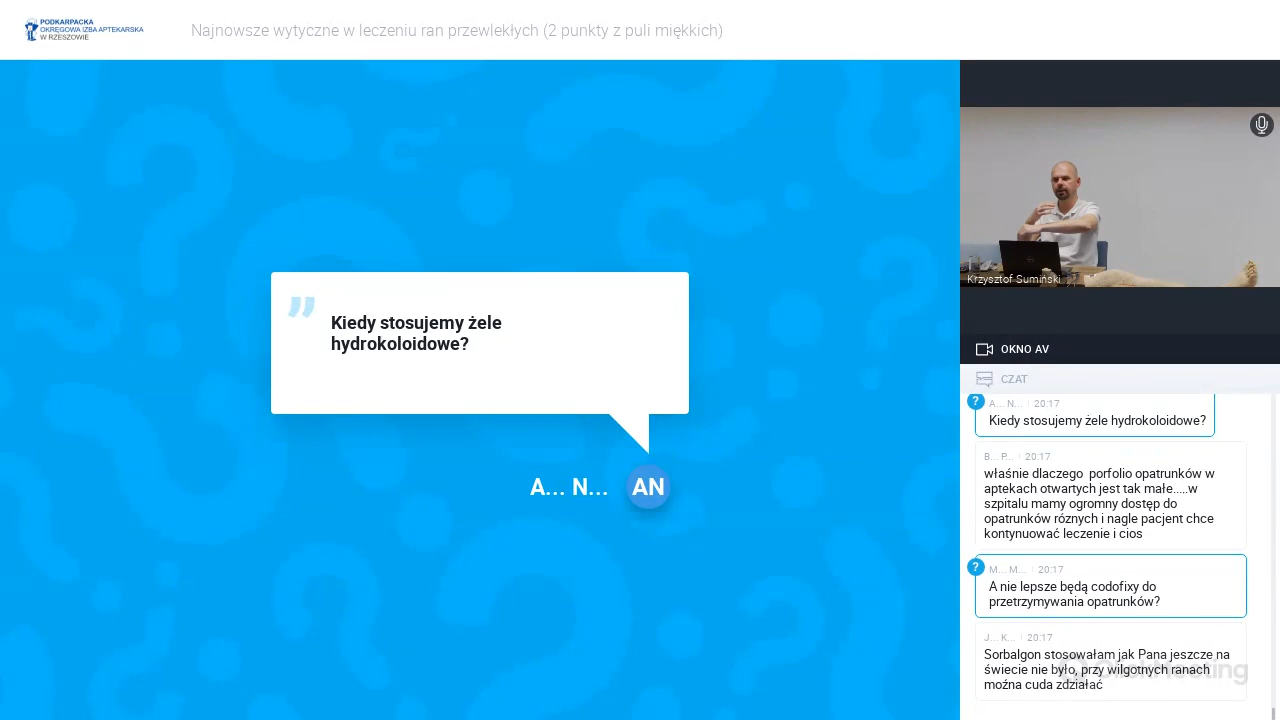 PODKARPACKA
OKRĘGOWA IZBA APTEKARSKA
W RZESZOWIE
Najnowsze wytyczne w leczeniu ran przewlekłych (2 punkty z puli miękkich)
Kiedy stosujemy żele
hydrokoloidowe?
A... N... AN
Krzysztof Sumiński
OKNO AV
CZAT
? A... N... 20:17
Kiedy stosujemy żele hydrokoloidowe?
B... P... 20:17
właśnie dlaczego porfolio opatrunków w
aptekach otwartych jest tak małe.....w
szpitalu mamy ogromny dostęp do
opatrunków róznych i nagle pacjent chce
kontynuować leczenie i cios
? M... M... 20:17
A nie lepsze będą codofixy do
przetrzymywania opatrunków?
J... K... 20:17
Sorbalgon stosowałam jak Pana jeszcze na
świecie nie było, przy wilgotnych ranach
moźna cuda zdziałać
ClickMeeting